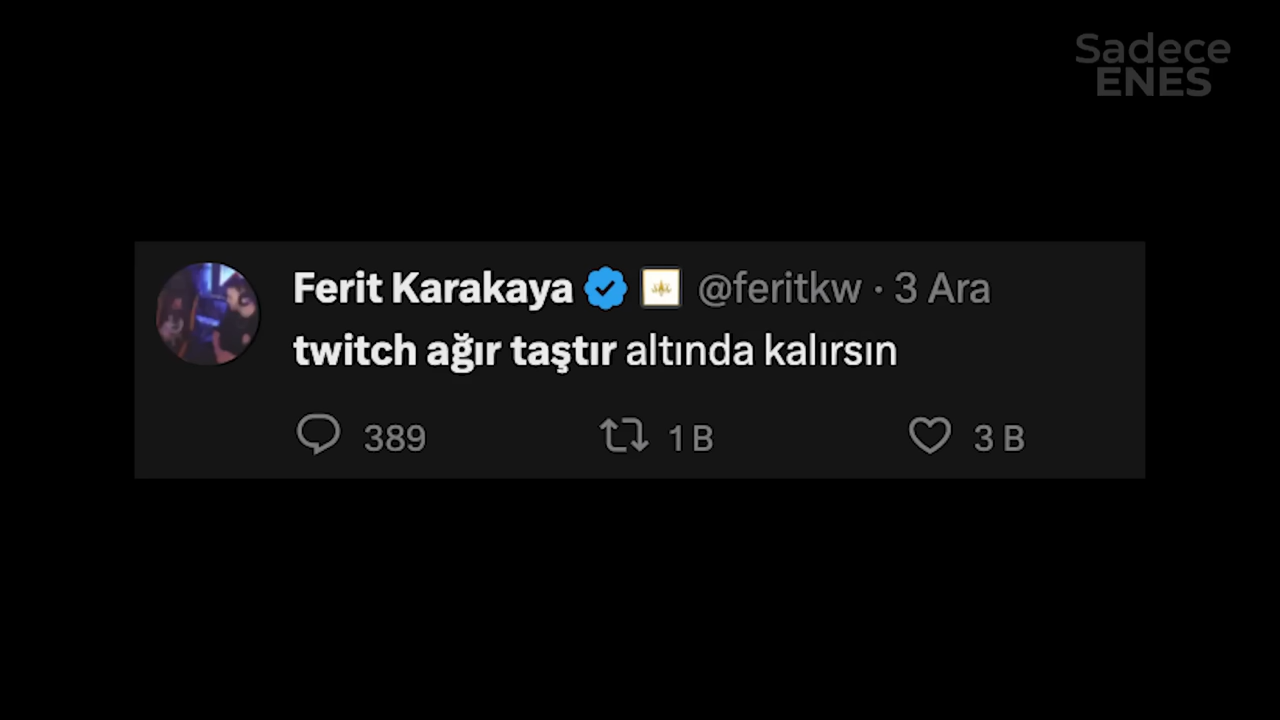 Sadece
ENES
Ferit Karakaya @feritkw · 3 Ara
twitch ağır taştır altında kalırsın
389 1 B 3 B